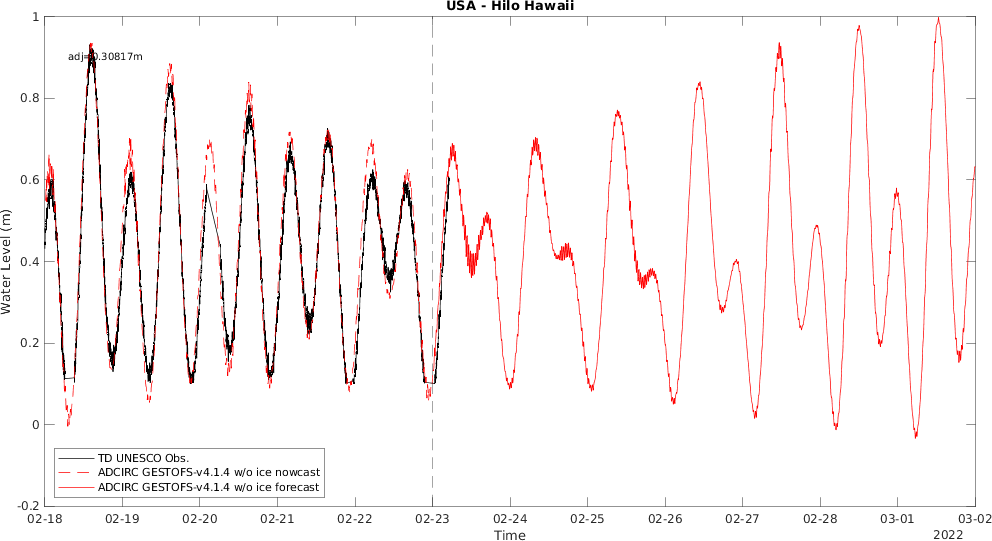 USA - Hilo Hawaii
1
adj=0.30817m
0.8
0.6
0.4
0.2
0
-0.2
Water Level (m)
TD UNESCO Obs.
ADCIRC GESTOFS-v4.1.4 w/o ice nowcast
ADCIRC GESTOFS-v4.1.4 w/o ice forecast
02-18 02-19 02-20 02-21 02-22 02-23 02-24 02-25 02-26 02-27 02-28 03-01 03-02
Time
2022